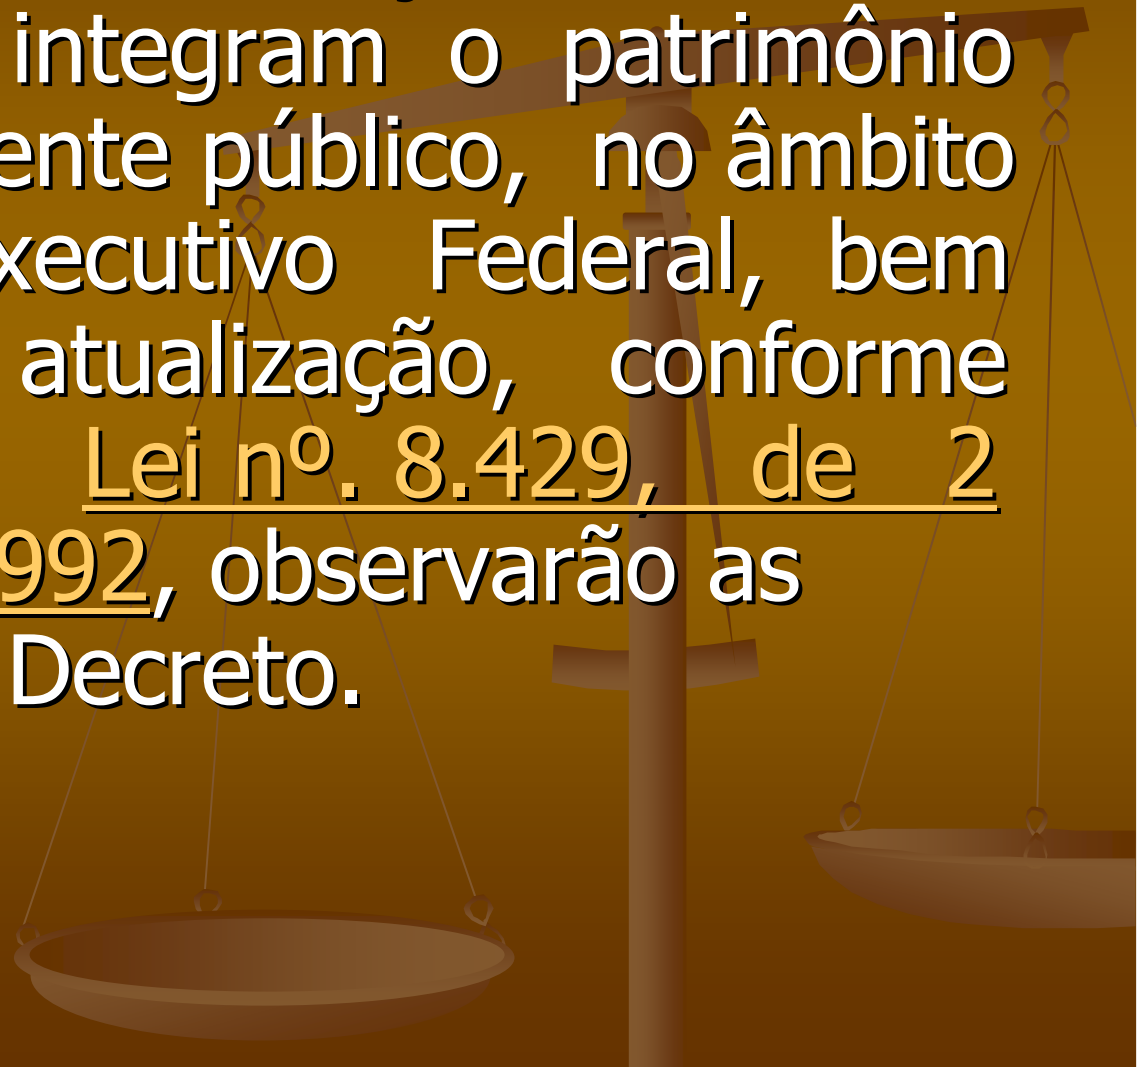 integram o patrimônio
ente público, no âmbito
xecutivo Federal, bem
atualização, conforme
Lei nº. 8.429, de 2
992, observarão as
Decreto.